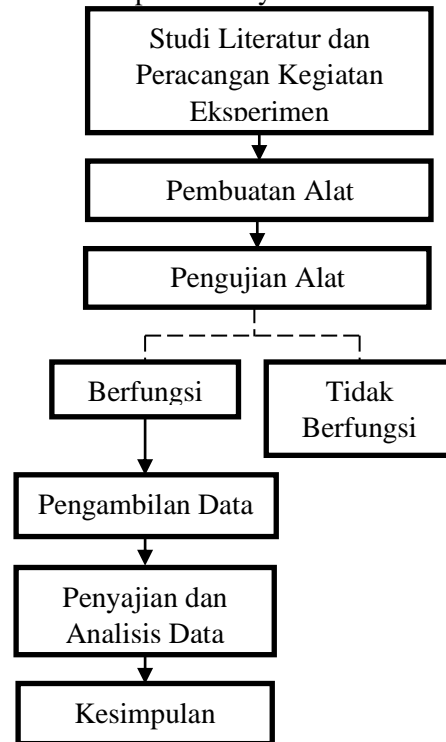 Studi Literatur dan
Peracangan Kegiatan
Eksperimen
Pembuatan Alat
Pengujian Alat
Berfungsi
Tidak
Berfungsi
Pengambilan Data
Penyajian dan
Analisis Data
Kesimpulan